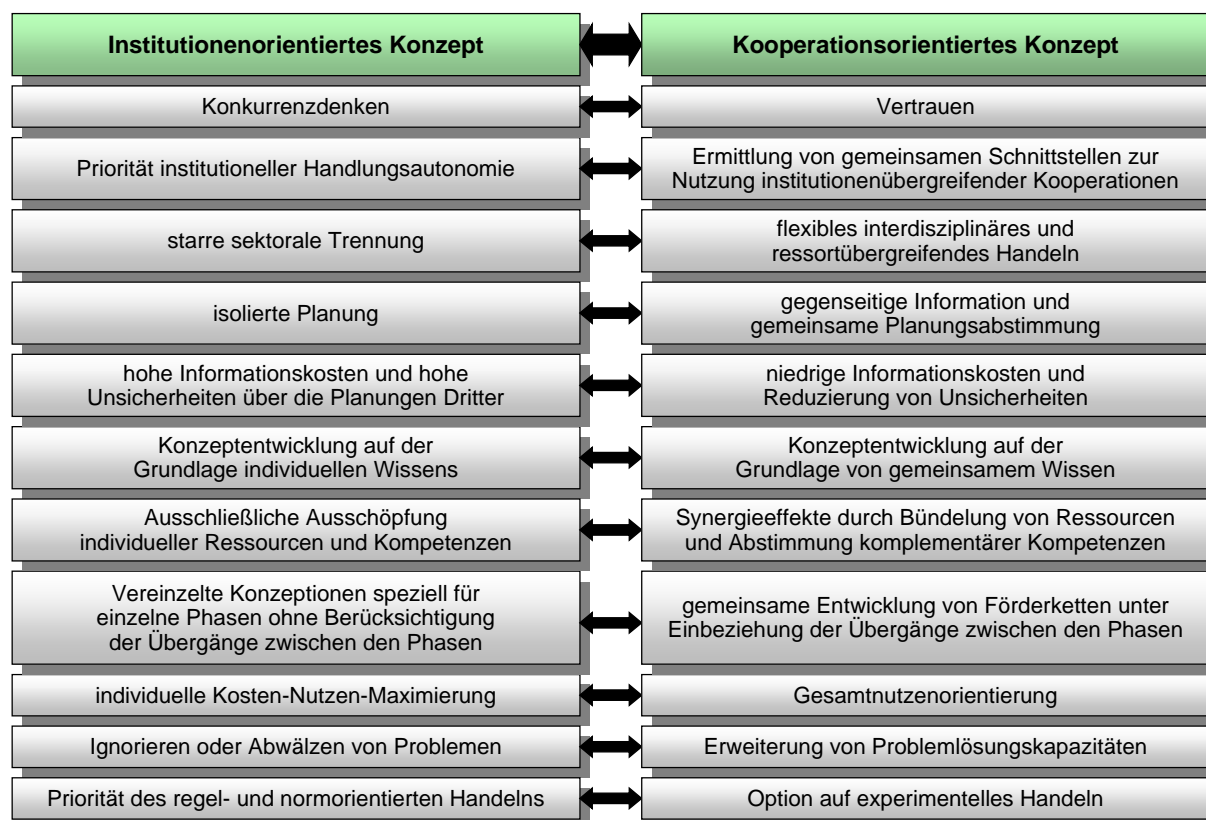 Institutionenorientiertes Konzept
Kooperationsorientiertes Konzept
Konkurrenzdenken
Vertrauen
Priorität institutioneller Handlungsautonomie
Ermittlung von gemeinsamen Schnittstellen zur
Nutzung institutionenübergreifender Kooperationen
starre sektorale Trennung
flexibles interdisziplinäres und
ressortübergreifendes Handeln
isolierte Planung
gegenseitige Information und
gemeinsame Planungsabstimmung
hohe Informationskosten und hohe
Unsicherheiten über die Planungen Dritter
niedrige Informationskosten und
Reduzierung von Unsicherheiten
Konzeptentwicklung auf der
Grundlage individuellen Wissens
Konzeptentwicklung auf der
Grundlage von gemeinsamem Wissen
Ausschließliche Ausschöpfung
individueller Ressourcen und Kompetenzen
Synergieeffekte durch Bündelung von Ressourcen
und Abstimmung komplementärer Kompetenzen
Vereinzelte Konzeptionen speziell für
einzelne Phasen ohne Berücksichtigung
der Übergänge zwischen den Phasen
gemeinsame Entwicklung von Förderketten unter
Einbeziehung der Übergänge zwischen den Phasen
individuelle Kosten-Nutzen-Maximierung
Gesamtnutzenorientierung
Ignorieren oder Abwälzen von Problemen
Erweiterung von Problemlösungskapazitäten
Priorität des regel- und normorientierten Handelns
Option auf experimentelles Handeln